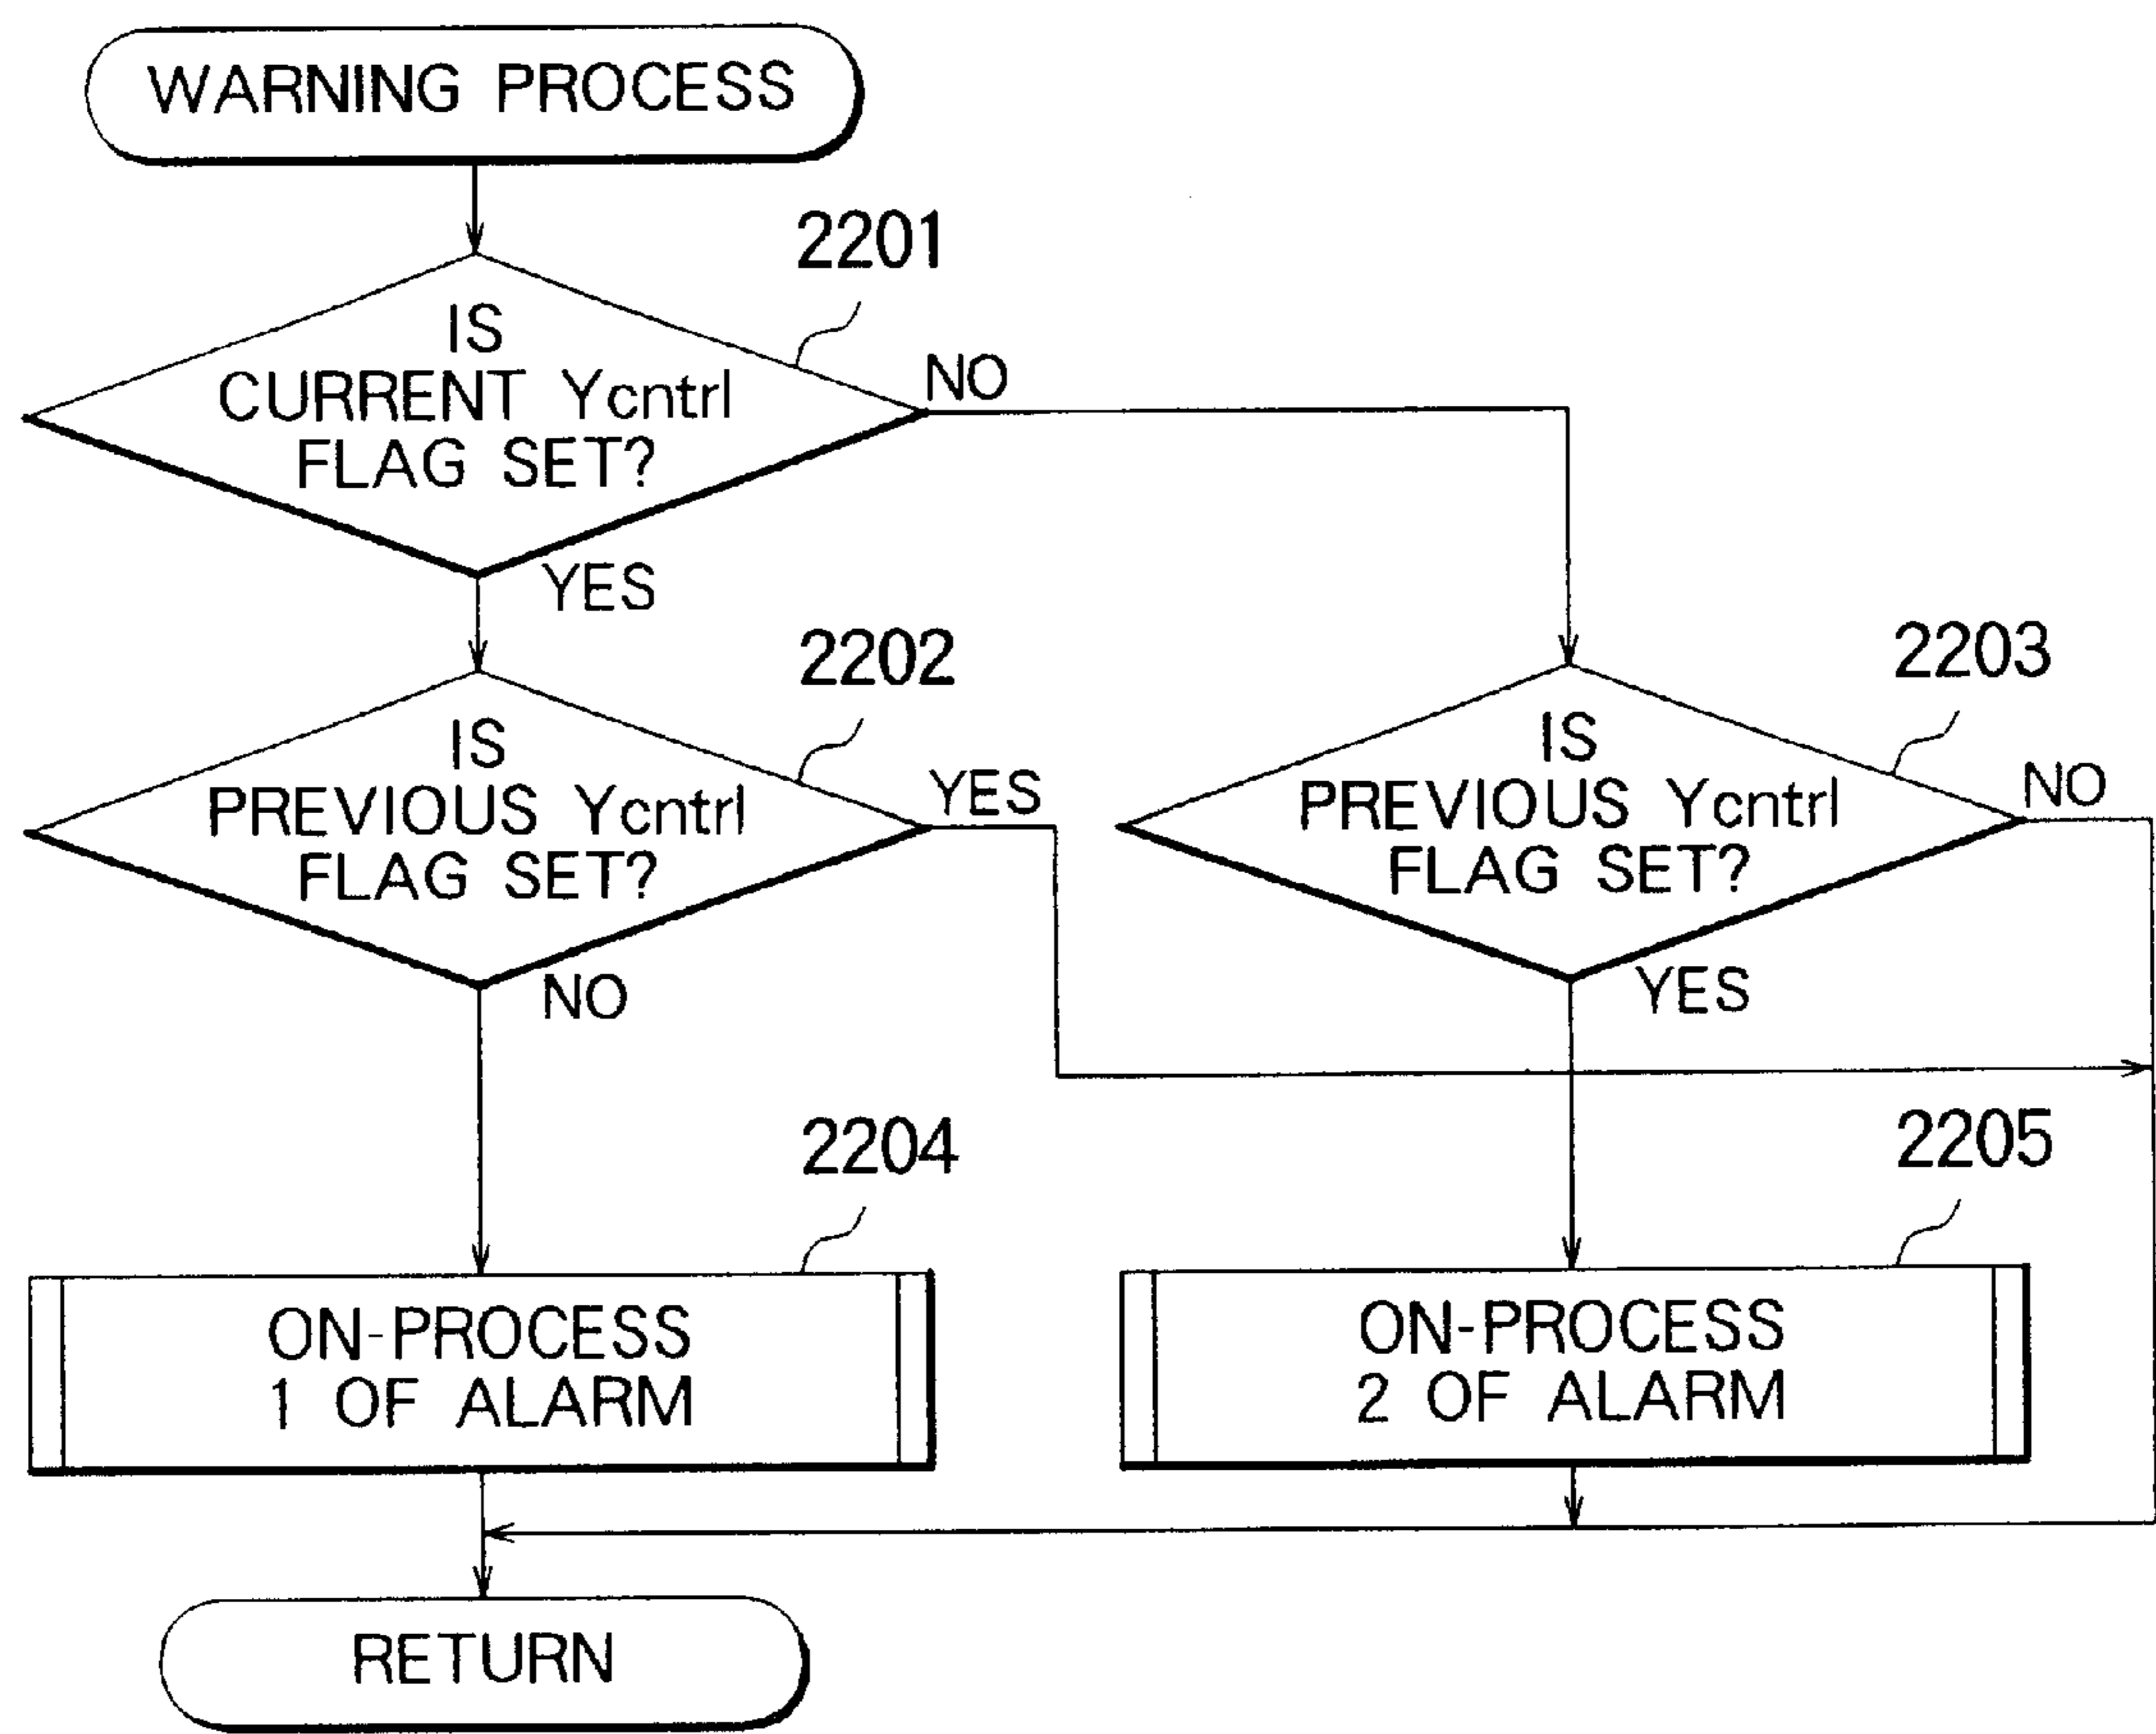 WARNING PROCESS
2201
IS
CURRENT Ycntrl
FLAG SET?
NO
YES
2202
IS
PREVIOUS Ycntrl
FLAG SET?
YES
NO
2203
IS
PREVIOUS Ycntrl
FLAG SET?
NO
YES
2204
ON-PROCESS
1 OF ALARM
2205
ON-PROCESS
2 OF ALARM
RETURN